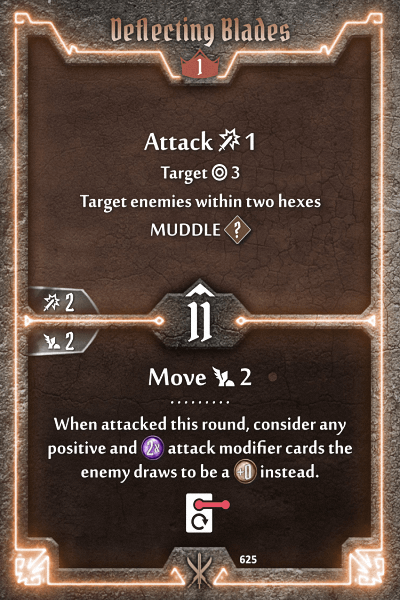 Deflecting Blades
1
Attack 1
Target 3
Target enemies within two hexes
MUDDLE ?
2
11
2
Move 2
When attacked this round, consider any
positive and 2x attack modifier cards the
enemy draws to be a +0 instead.
625